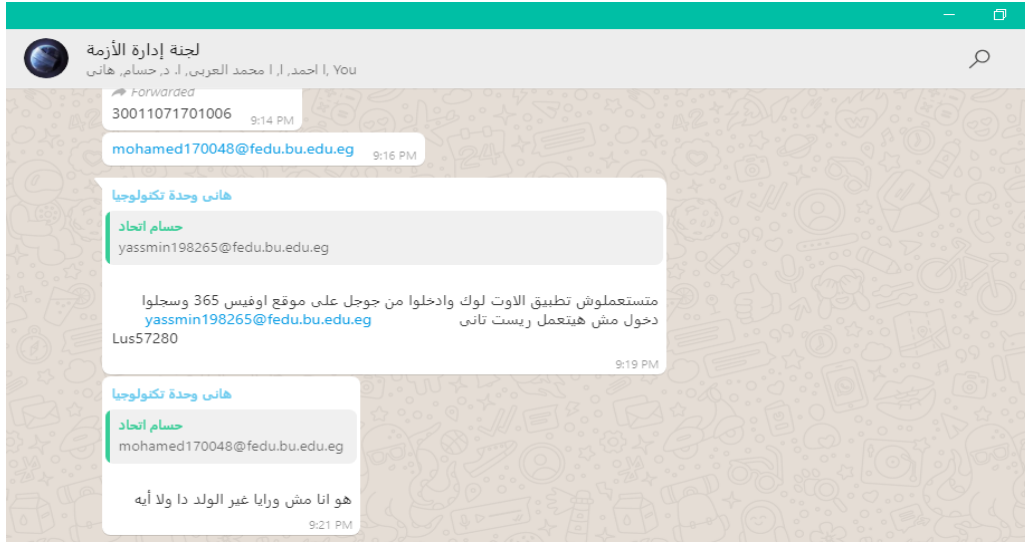 لجنة إدارة الأزمة
ا احمد, ا, ا محمد العربى, ا. د, حسام, هانى, You
Forwarded
30011071701006
9:14 PM
mohamed170048@fedu.bu.edu.eg
9:16 PM
هانى وحدة تكنولوجيا
حسام اتحاد
yassmin198265@fedu.bu.edu.eg
متستعملوش تطبيق الاوت لوك وادخلوا من جوجل على موقع اوفيس 365 وسجلوا
دخول مش هيتعمل ريست تانى yassmin198265@fedu.bu.edu.eg
Lus57280
9:19 PM
هانى وحدة تكنولوجيا
حسام اتحاد
mohamed170048@fedu.bu.edu.eg
هو انا مش ورايا غير الولد دا ولا أيه
9:21 PM